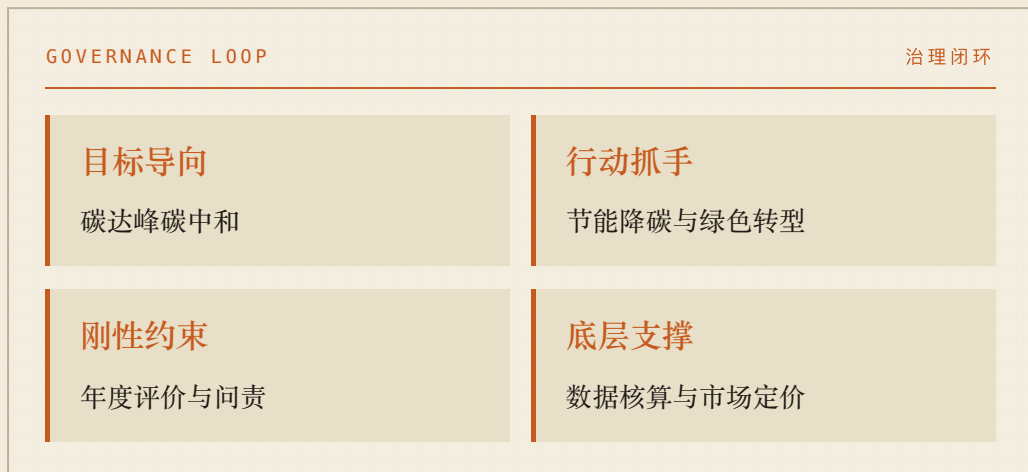 GOVERNANCE LOOP
治理闭环
目标导向
碳达峰碳中和
行动抓手
节能降碳与绿色转型
刚性约束
年度评价与问责
底层支撑
数据核算与市场定价